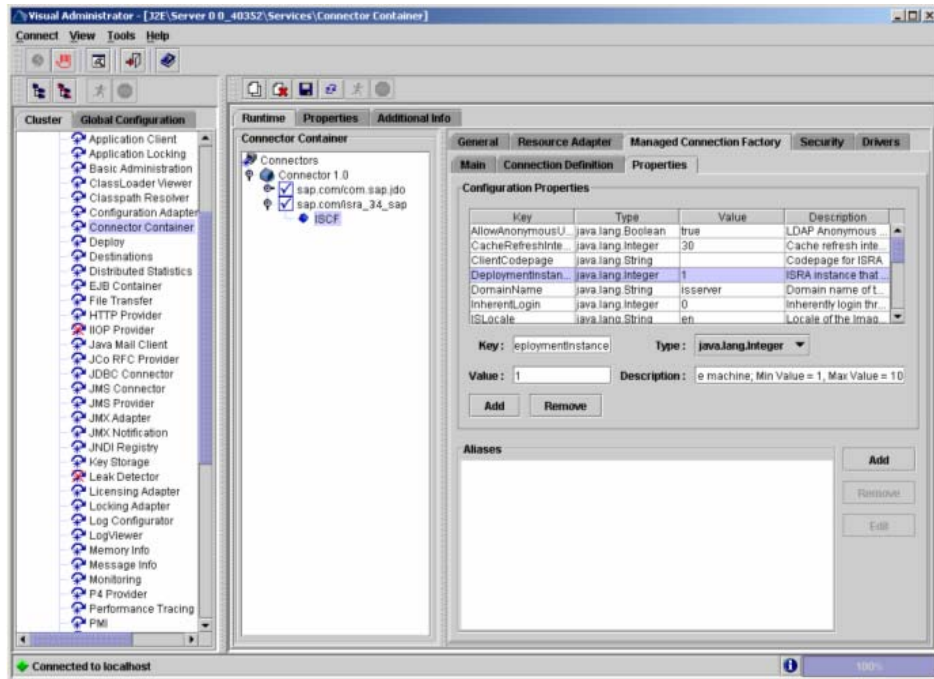 Visual Administrator - [J2E\Server 0 0_40352\Services\Connector Container]
Connect View Tools Help
Cluster Global Configuration
Application Client
Application Locking
Basic Administration
ClassLoader Viewer
Classpath Resolver
Configuration Adapter
Connector Container
Deploy
Destinations
Distributed Statistics
EJB Container
File Transfer
HTTP Provider
IIOP Provider
Java Mail Client
JCo RFC Provider
JDBC Connector
JMS Connector
JMS Provider
JMX Adapter
JMX Notification
JNDI Registry
Key Storage
Leak Detector
Licensing Adapter
Locking Adapter
Log Configurator
LogViewer
Memory Info
Message Info
Monitoring
P4 Provider
Performance Tracing
PMI
Runtime Properties Additional Info
Connector Container
Connectors
Connector 1.0
sap.com/com.sap.jdo
sap.com/isra_34_sap
ISCF
General Resource Adapter Managed Connection Factory Security Drivers
Main Connection Definition Properties
Configuration Properties
Key Type Value Description
AllowAnonymousU... java.lang.Boolean true LDAP Anonymous ...
CacheRefreshInte... java.lang.Integer 30 Cache refresh inte...
ClientCodepage java.lang.String Codepage for ISRA
DeploymentInstan... java.lang.Integer 1 ISRA instance that ...
DomainName java.lang.String isserver Domain name of t...
InherentLogin java.lang.Integer 0 Inherently login thr...
ISLocale java.lang.String en Locale of the Imag...
Key: eploymentInstance Type: java.lang.Integer
Value: 1 Description: e machine; Min Value = 1, Max Value = 10
Add Remove
Aliases
Add
Remove
Edit
Connected to localhost
100%